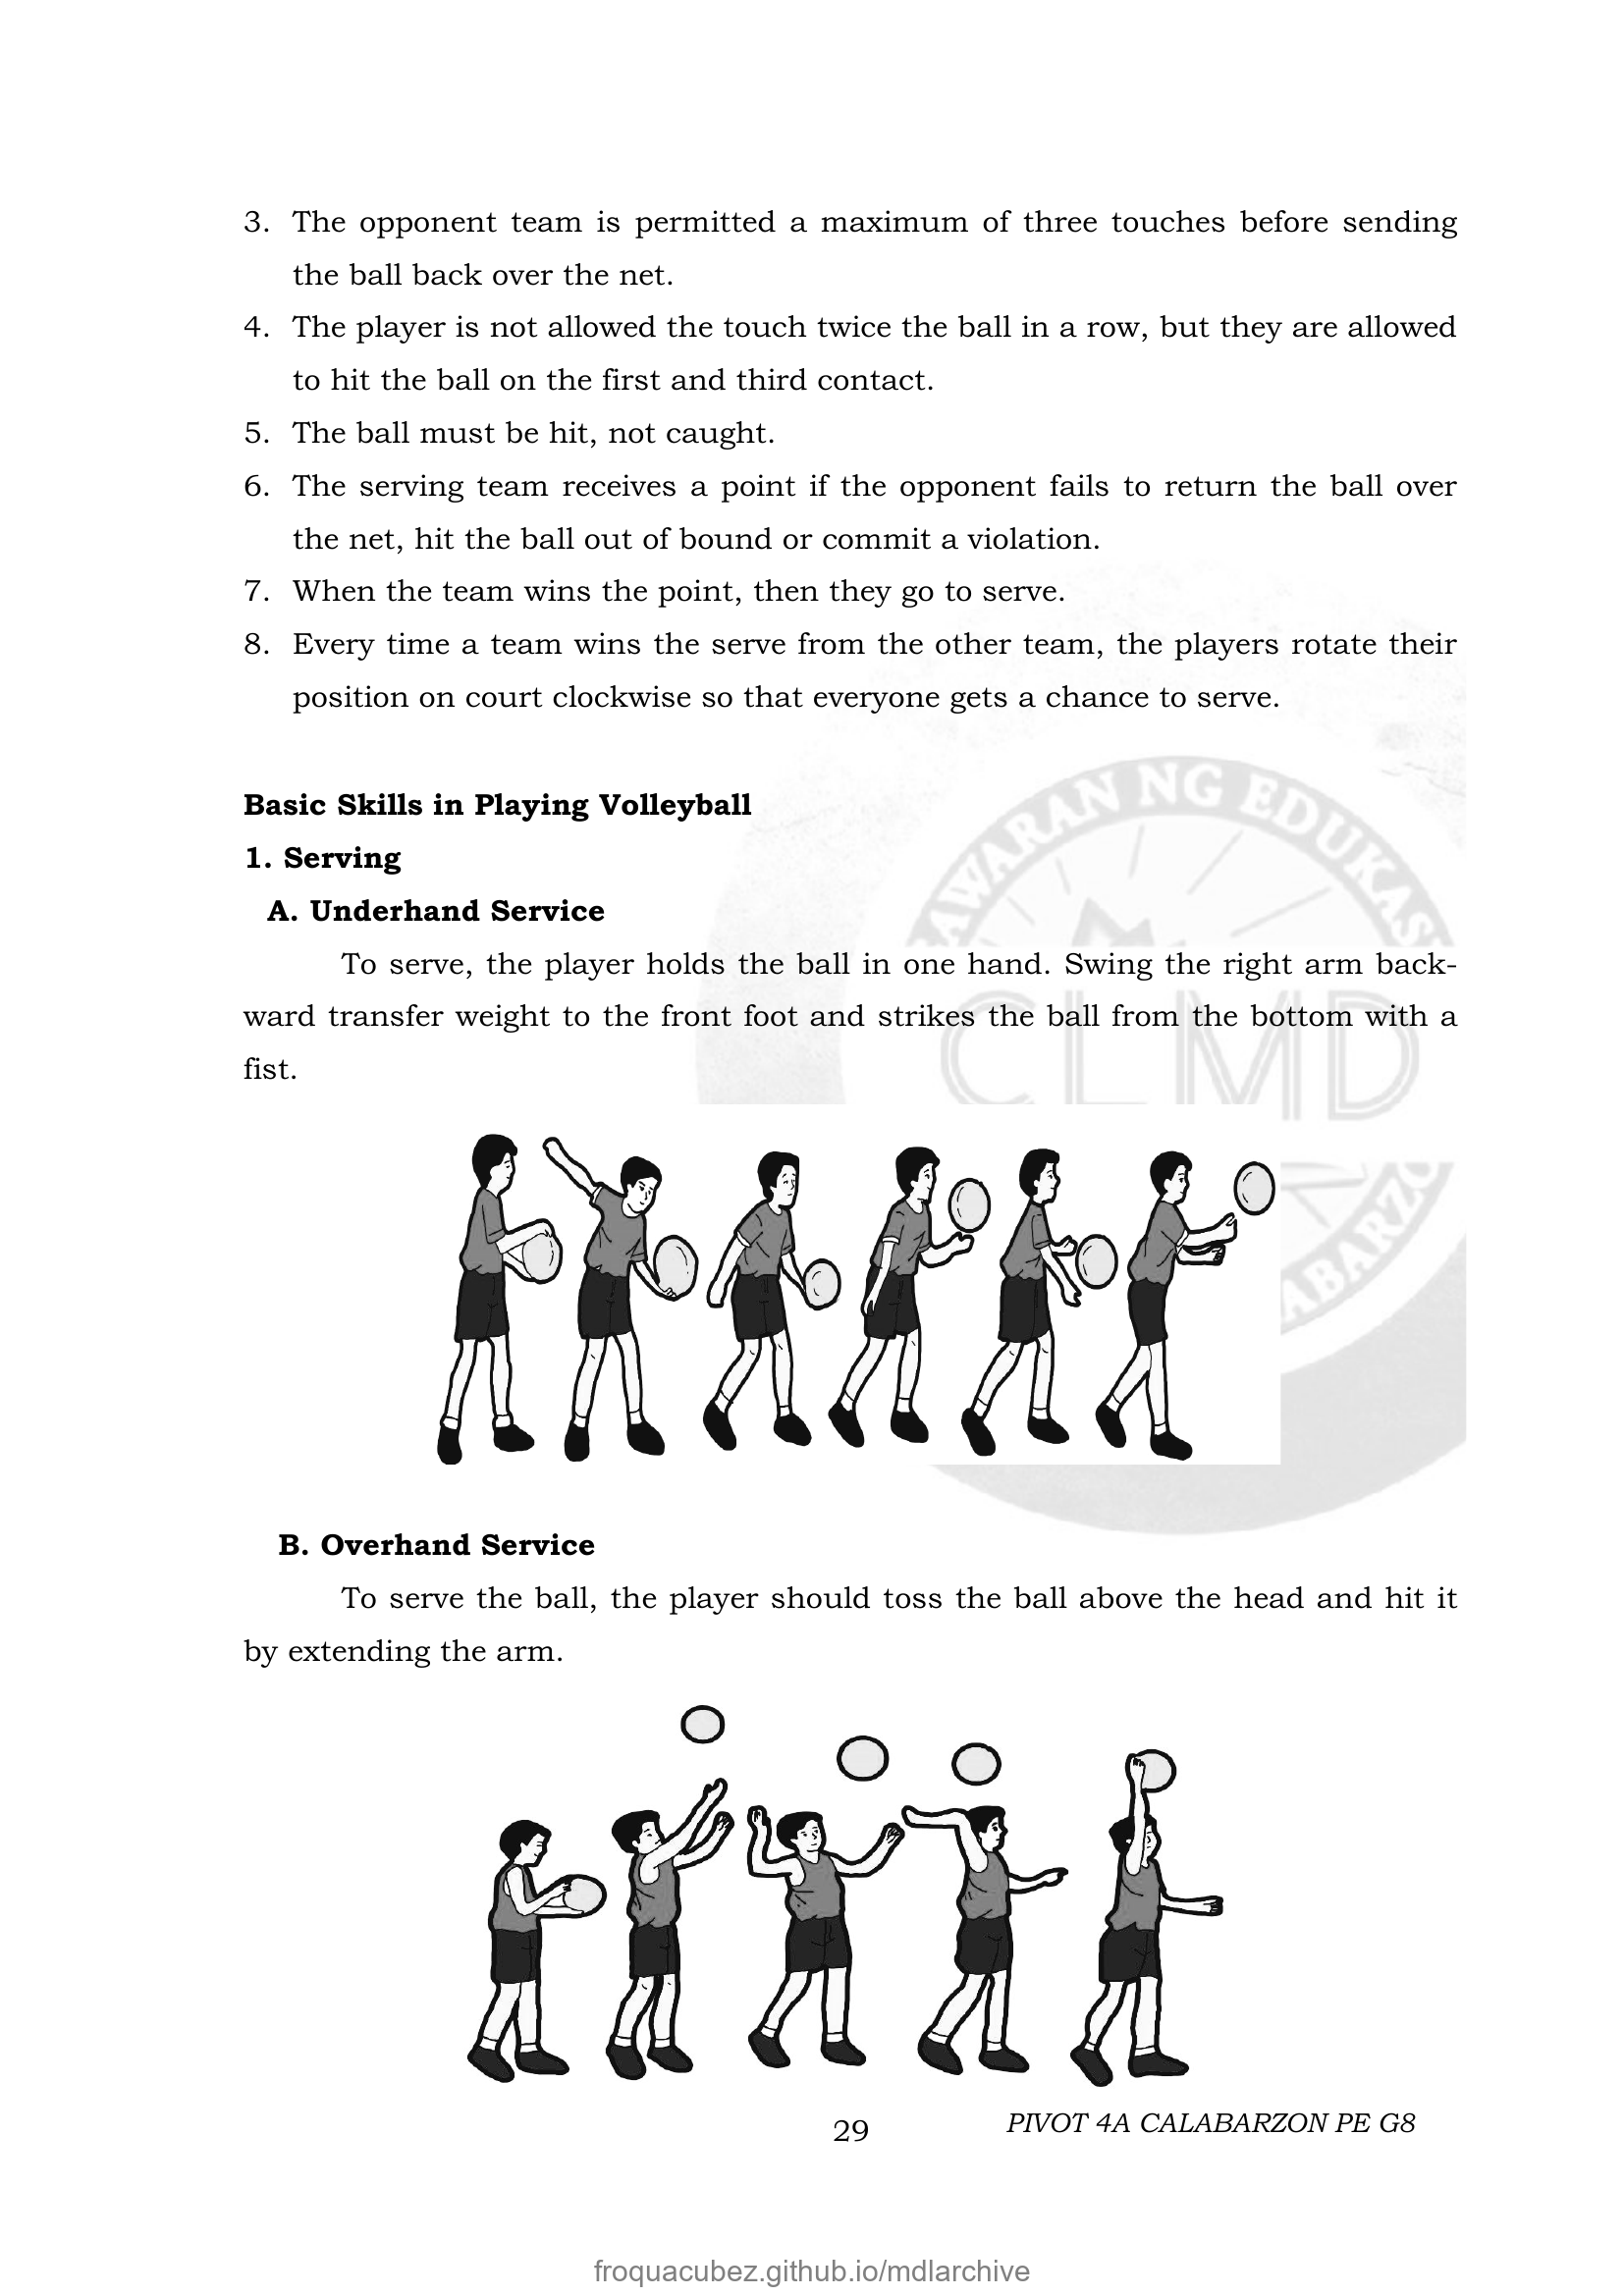 3. The opponent team is permitted a maximum of three touches before sending
the ball back over the net.
4. The player is not allowed the touch twice the ball in a row, but they are allowed
to hit the ball on the first and third contact.
5. The ball must be hit, not caught.
6. The serving team receives a point if the opponent fails to return the ball over
the net, hit the ball out of bound or commit a violation.
7. When the team wins the point, then they go to serve.
8. Every time a team wins the serve from the other team, the players rotate their
position on court clockwise so that everyone gets a chance to serve.
Basic Skills in Playing Volleyball
1. Serving
A. Underhand Service
To serve, the player holds the ball in one hand. Swing the right arm back-
ward transfer weight to the front foot and strikes the ball from the bottom with a
fist.
NG
CLMD
B. Overhand Service
To serve the ball, the player should toss the ball above the head and hit it
by extending the arm.
29
PIVOT 4A CALABARZON PE G8
froquacubez.github.io/mdlarchive